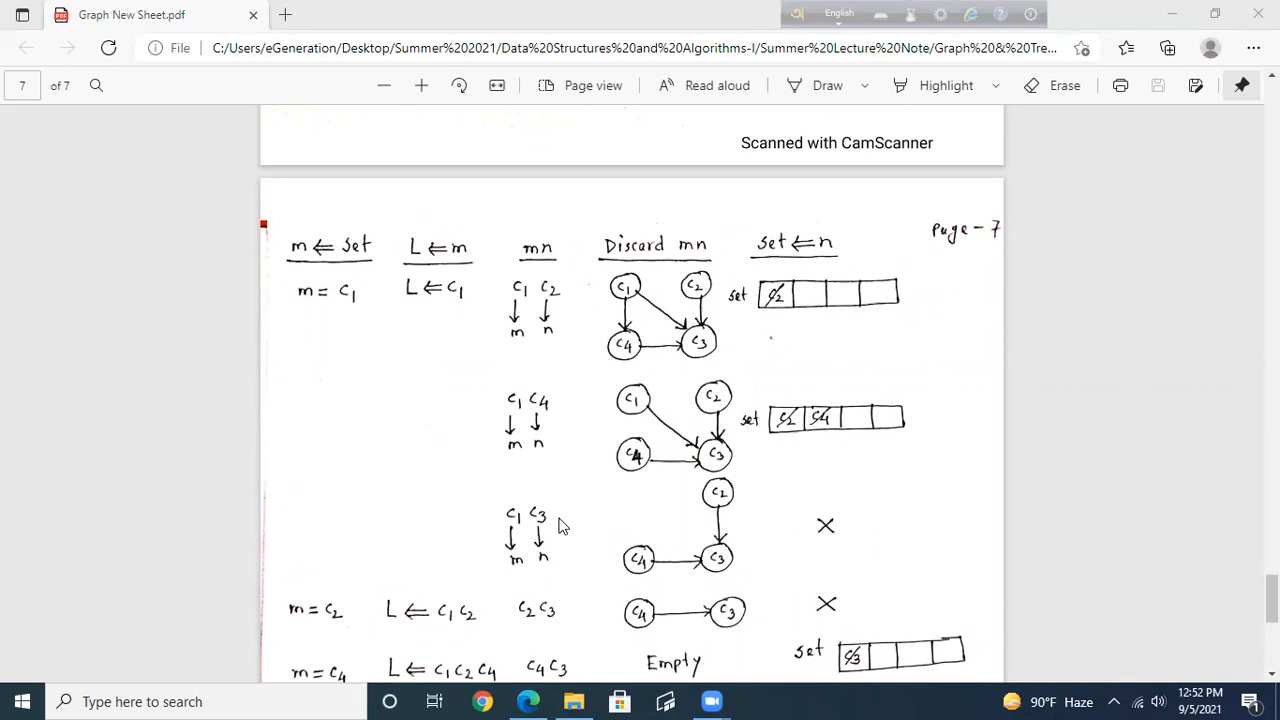 Graph New Sheet.pdf
English
File
C:/Users/eGeneration/Desktop/Summer%202021/Data%20Structures%20and%20Algorithms-I/Summer%20Lecture%20Note/Graph%20&%20Tre...
7 of 7
Page view
Read aloud
Draw
Highlight
Erase
Scanned with CamScanner
Page - 7
m ⇐ set L ⇐ m mn Discard mn set ⇐ n
m = C1 L ⇐ C1 C1 C2 C1 C2 set C2
m n
C4 C3
C1 C4 C1 C2 set C2 C4
m n C4 C3
C2
C1 C3 ×
m n C4 C3
m = C2 L ⇐ C1 C2 C2 C3 C4 C3 ×
m = C4 L ⇐ C1 C2 C4 C4 C3 Empty set C3
Type here to search
90°F Haze
12:52 PM
9/5/2021
1